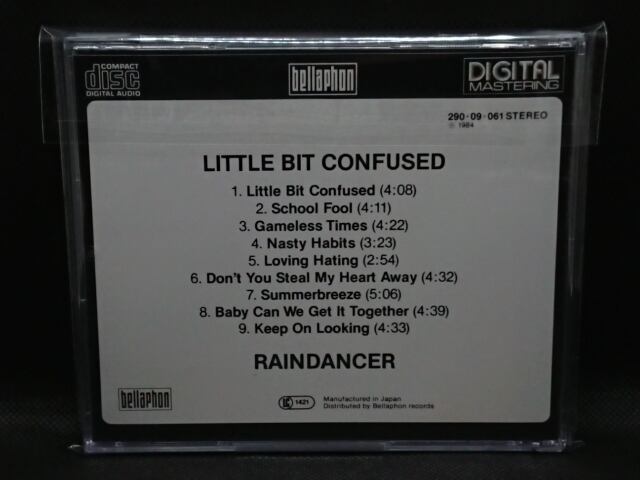 COMPACT
disc
DIGITAL AUDIO
bellaphon
DIGITAL
MASTERING
290·09·061 STEREO
℗ 1984
LITTLE BIT CONFUSED
1. Little Bit Confused (4:08)
2. School Fool (4:11)
3. Gameless Times (4:22)
4. Nasty Habits (3:23)
5. Loving Hating (2:54)
6. Don't You Steal My Heart Away (4:32)
7. Summerbreeze (5:06)
8. Baby Can We Get It Together (4:39)
9. Keep On Looking (4:33)
RAINDANCER
bellaphon
LC 1421
Manufactured in Japan
Distributed by Bellaphon records